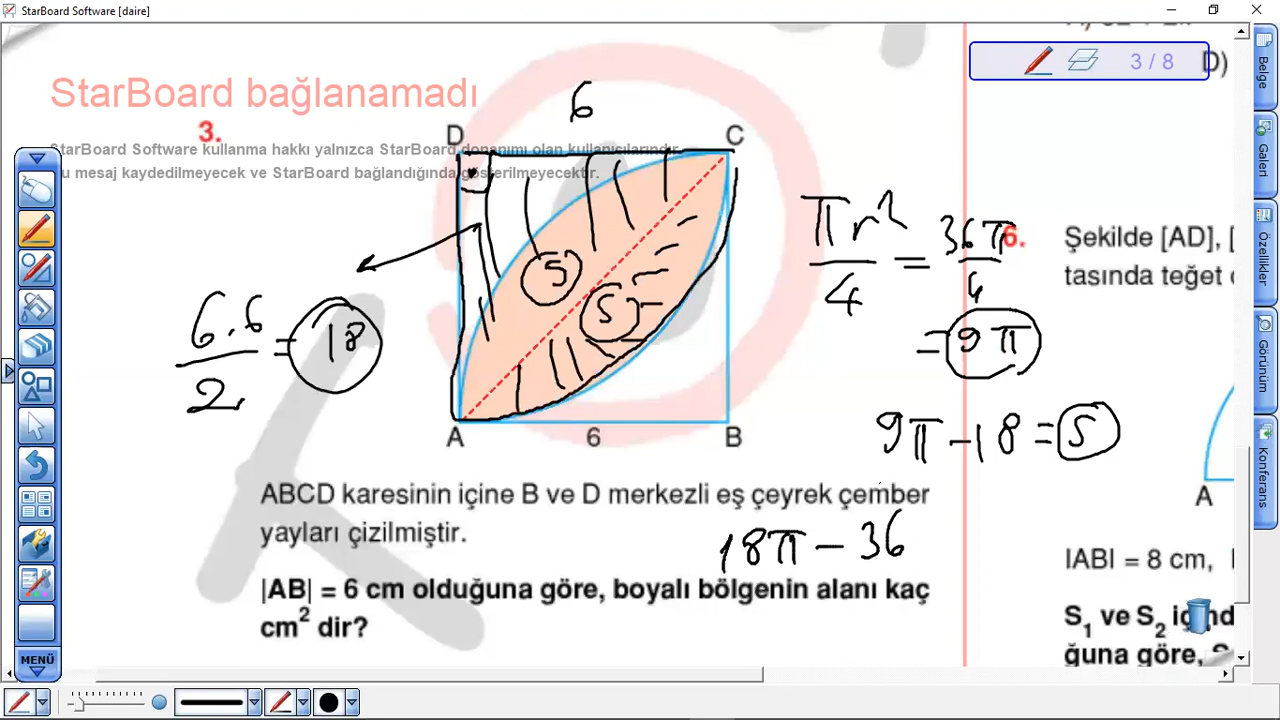 StarBoard Software [daire]
3 / 8
D)
StarBoard bağlanamadı
3.
StarBoard Software kullanma hakkı yalnızca StarBoard donanımı olan kullanıcılarındır.
u mesaj kaydedilmeyecek ve StarBoard bağlandığında gösterilmeyecektir.
6
D
C
πr²/4 = 36π/4
= 9π
6.6/2 = 18
S
S
9π - 18 = S
A
6
B
ABCD karesinin içine B ve D merkezli eş çeyrek çember
yayları çizilmiştir.
18π - 36
|AB| = 6 cm olduğuna göre, boyalı bölgenin alanı kaç
cm² dir?
6.
Şekilde [AD], [
tasında teğet
A
IABI = 8 cm,
S₁ ve S₂
ğuna göre,
Belge
Galeri
Özellikler
Görünüm
Konferans
MENÜ